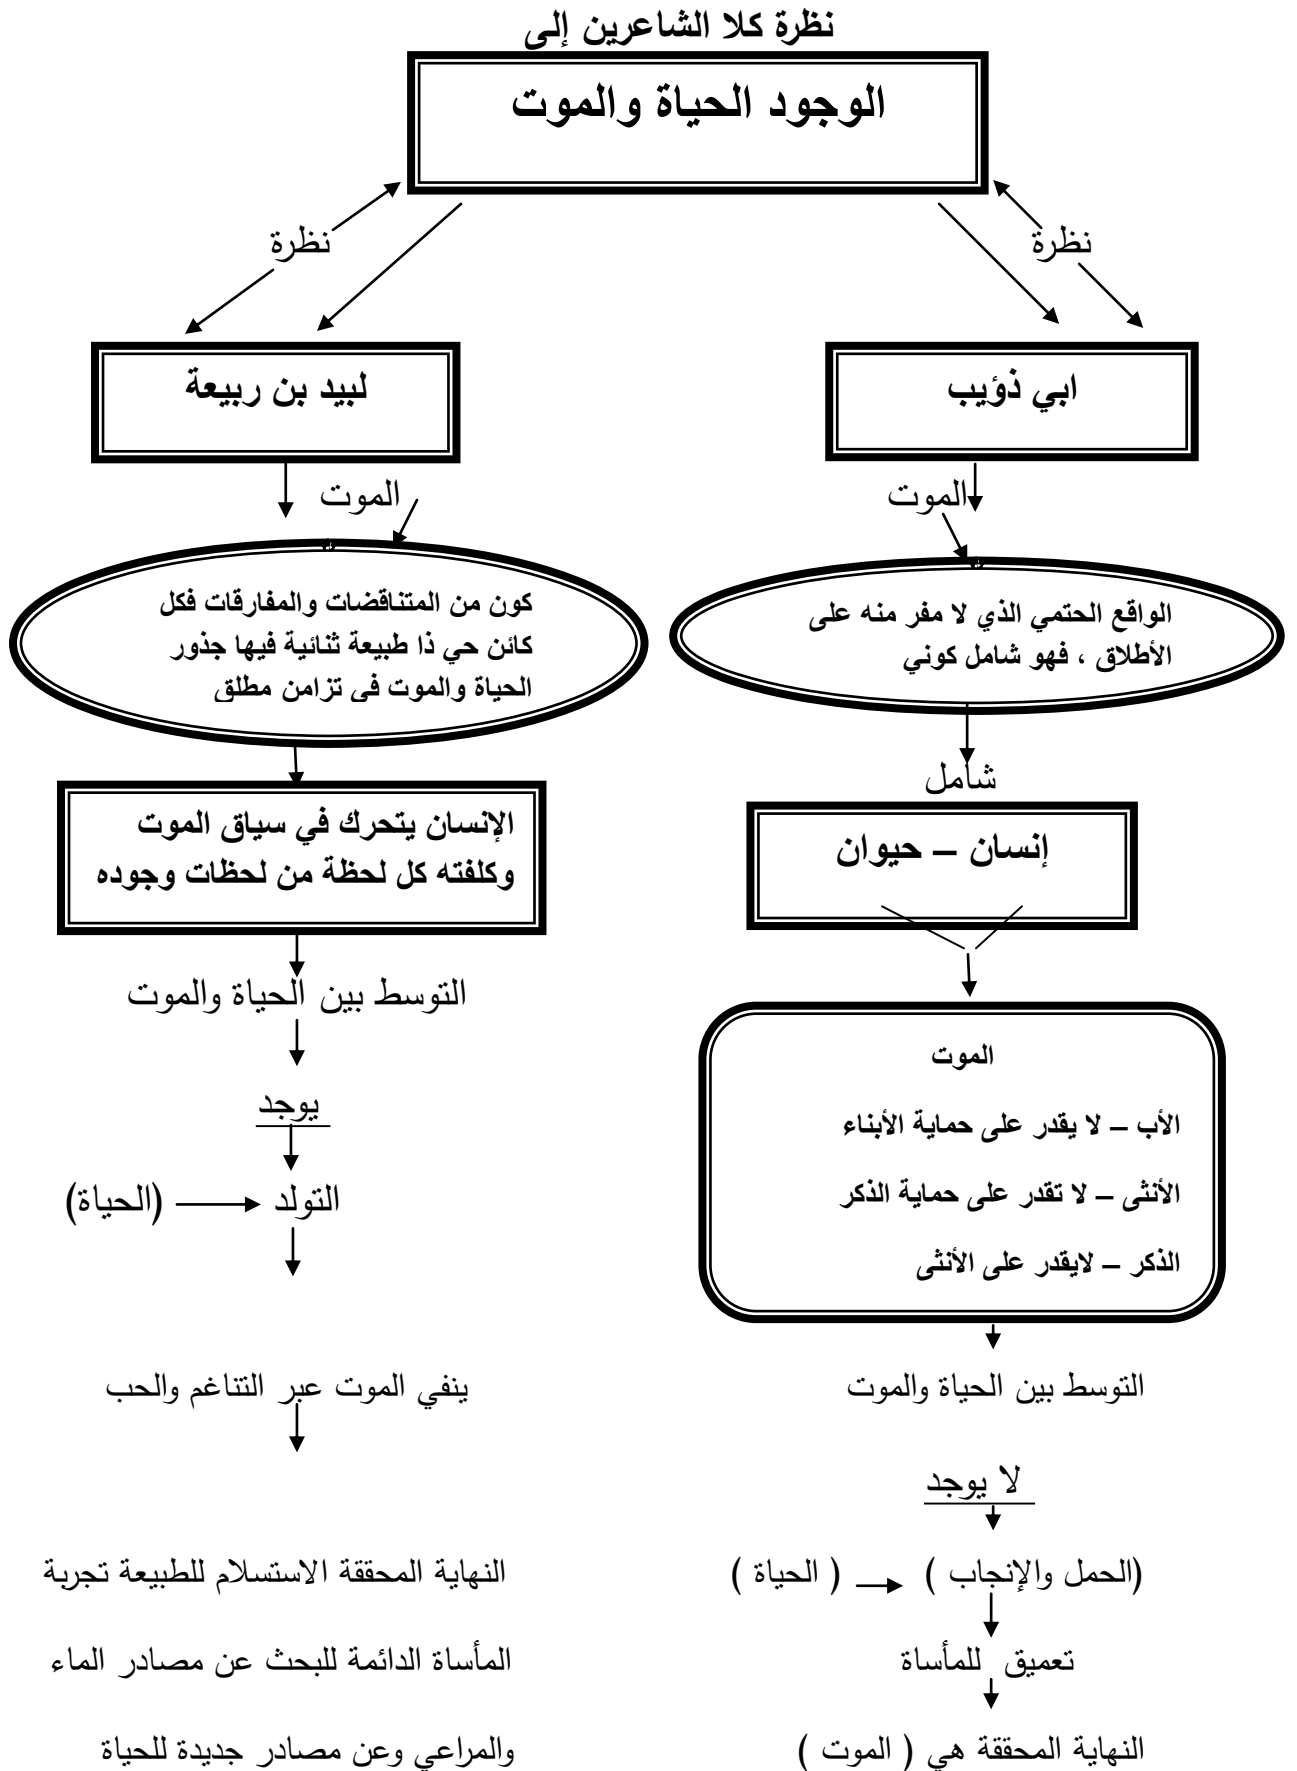 نظرة كلا الشاعرين إلى
الوجود الحياة والموت
نظرة
نظرة
ابي ذؤيب
الموت
الواقع الحتمي الذي لا مفر منه على
الأطلاق ، فهو شامل كوني
شامل
إنسان – حيوان
الموت
الأب – لا يقدر على حماية الأبناء
الأنثى – لا تقدر على حماية الذكر
الذكر – لايقدر على الأنثى
التوسط بين الحياة والموت
لا يوجد
(الحمل والإنجاب ) ( الحياة )
تعميق للمأساة
النهاية المحققة هي ( الموت )
لبيد بن ربيعة
الموت
كون من المتناقضات والمفارقات فكل
كائن حي ذا طبيعة ثنائية فيها جذور
الحياة والموت في تزامن مطلق
الإنسان يتحرك في سياق الموت
وكلفته كل لحظة من لحظات وجوده
التوسط بين الحياة والموت
يوجد
التولد (الحياة)
ينفي الموت عبر التناغم والحب
النهاية المحققة الاستسلام للطبيعة تجربة
المأساة الدائمة للبحث عن مصادر الماء
والمراعي وعن مصادر جديدة للحياة